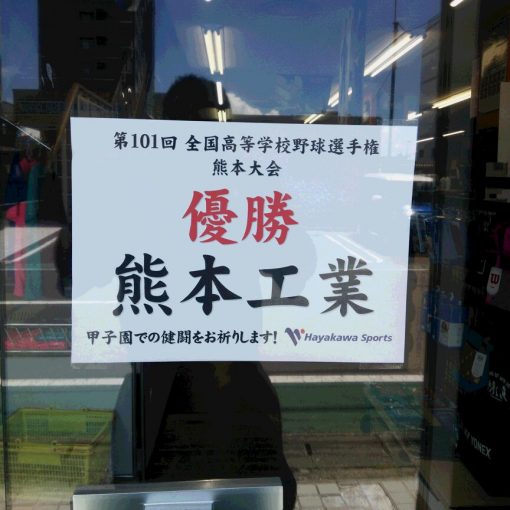 第101回 全国高等学校野球選手権
熊本大会
優勝
熊本工業
甲子園での健闘をお祈りします! Hayakawa Sports
YONEX